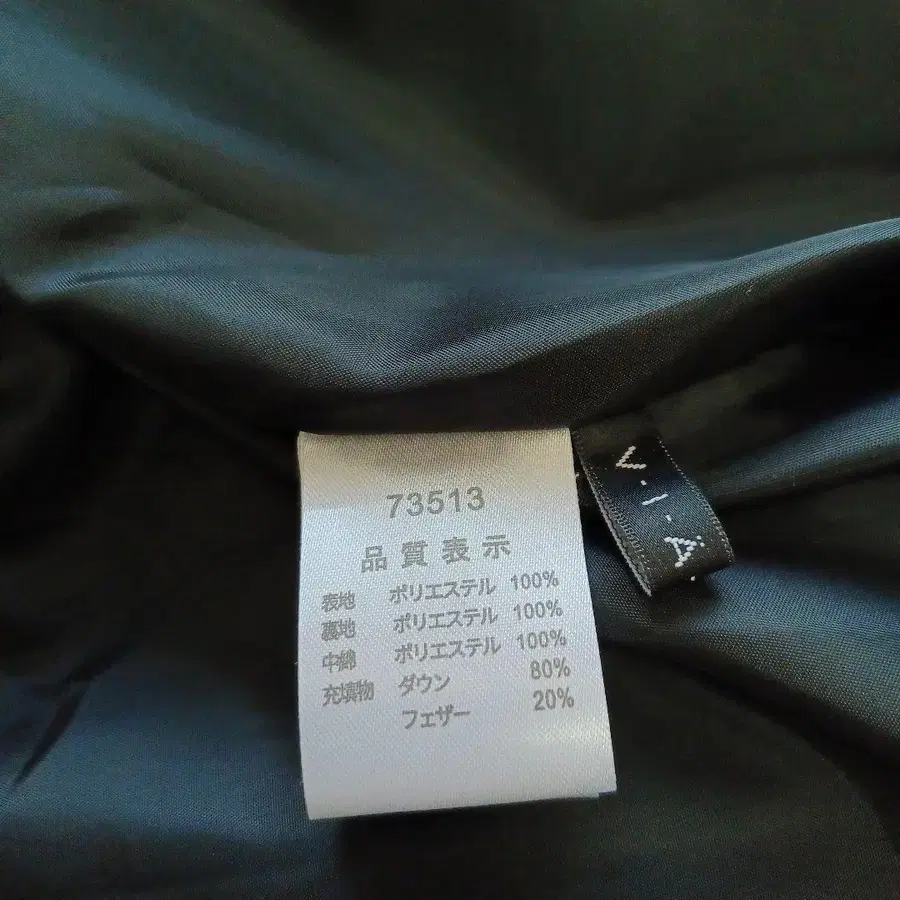 73513
品質表示
表地 ポリエステル 100%
裏地 ポリエステル 100%
中綿 ポリエステル 100%
充填物 ダウン 80%
フェザー 20%
V·I·Ä